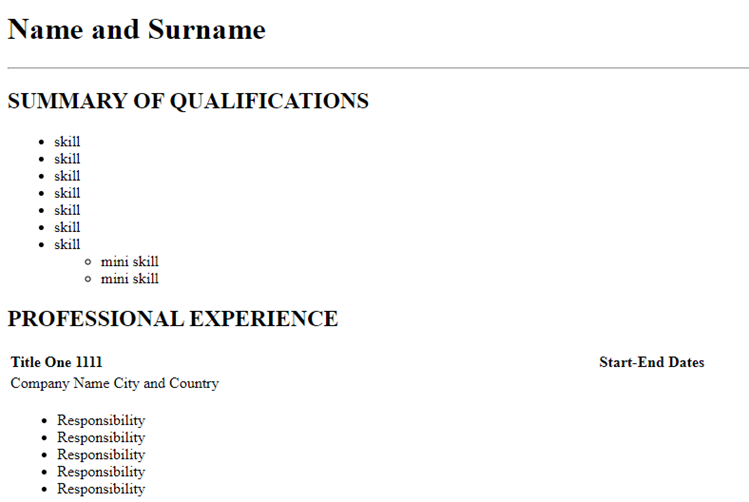 Name and Surname
SUMMARY OF QUALIFICATIONS
skill
skill
skill
skill
skill
skill
skill
mini skill
mini skill
PROFESSIONAL EXPERIENCE
Title One 1111 Start-End Dates
Company Name City and Country
Responsibility
Responsibility
Responsibility
Responsibility
Responsibility